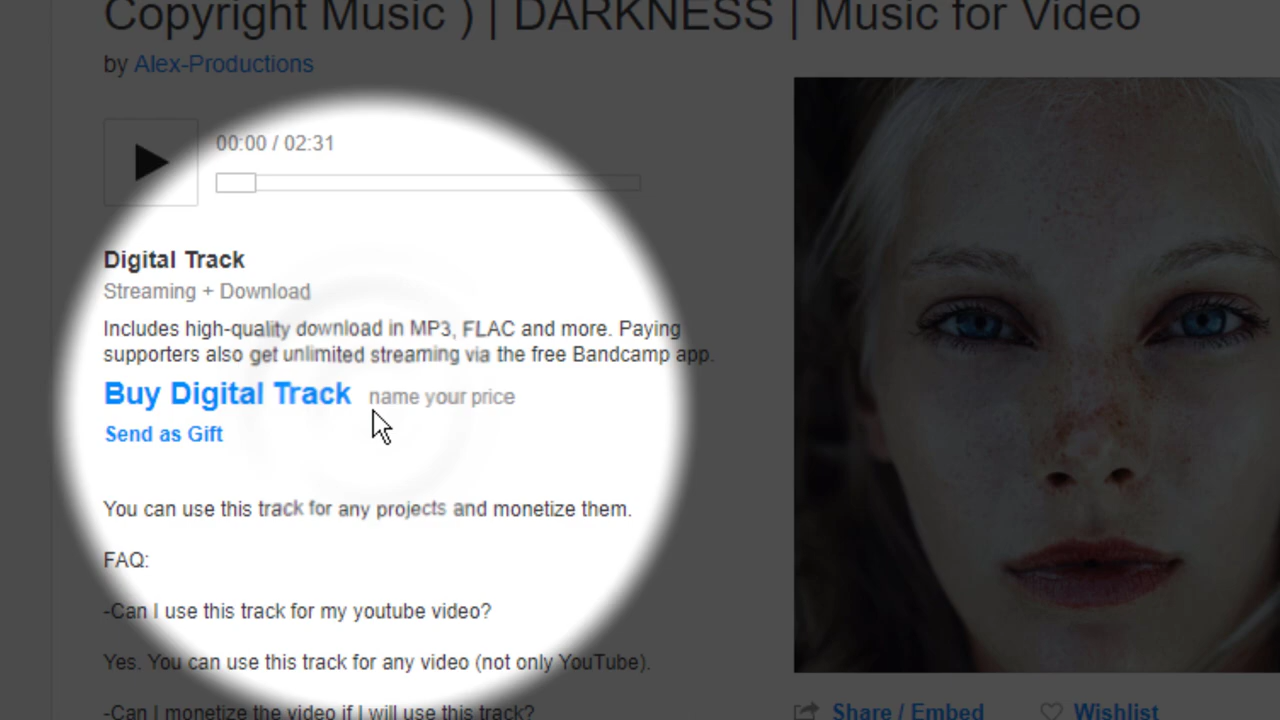 Copyright Music ) | DARKNESS | Music for Video
by Alex-Productions
00:00 / 02:31
Digital Track
Streaming + Download
Includes high-quality download in MP3, FLAC and more. Paying
supporters also get unlimited streaming via the free Bandcamp app.
Buy Digital Track name your price
Send as Gift
You can use this track for any projects and monetize them.
FAQ:
-Can I use this track for my youtube video?
Yes. You can use this track for any video (not only YouTube).
-Can I monetize the video if I will use this track?
Share / Embed
Wishlist